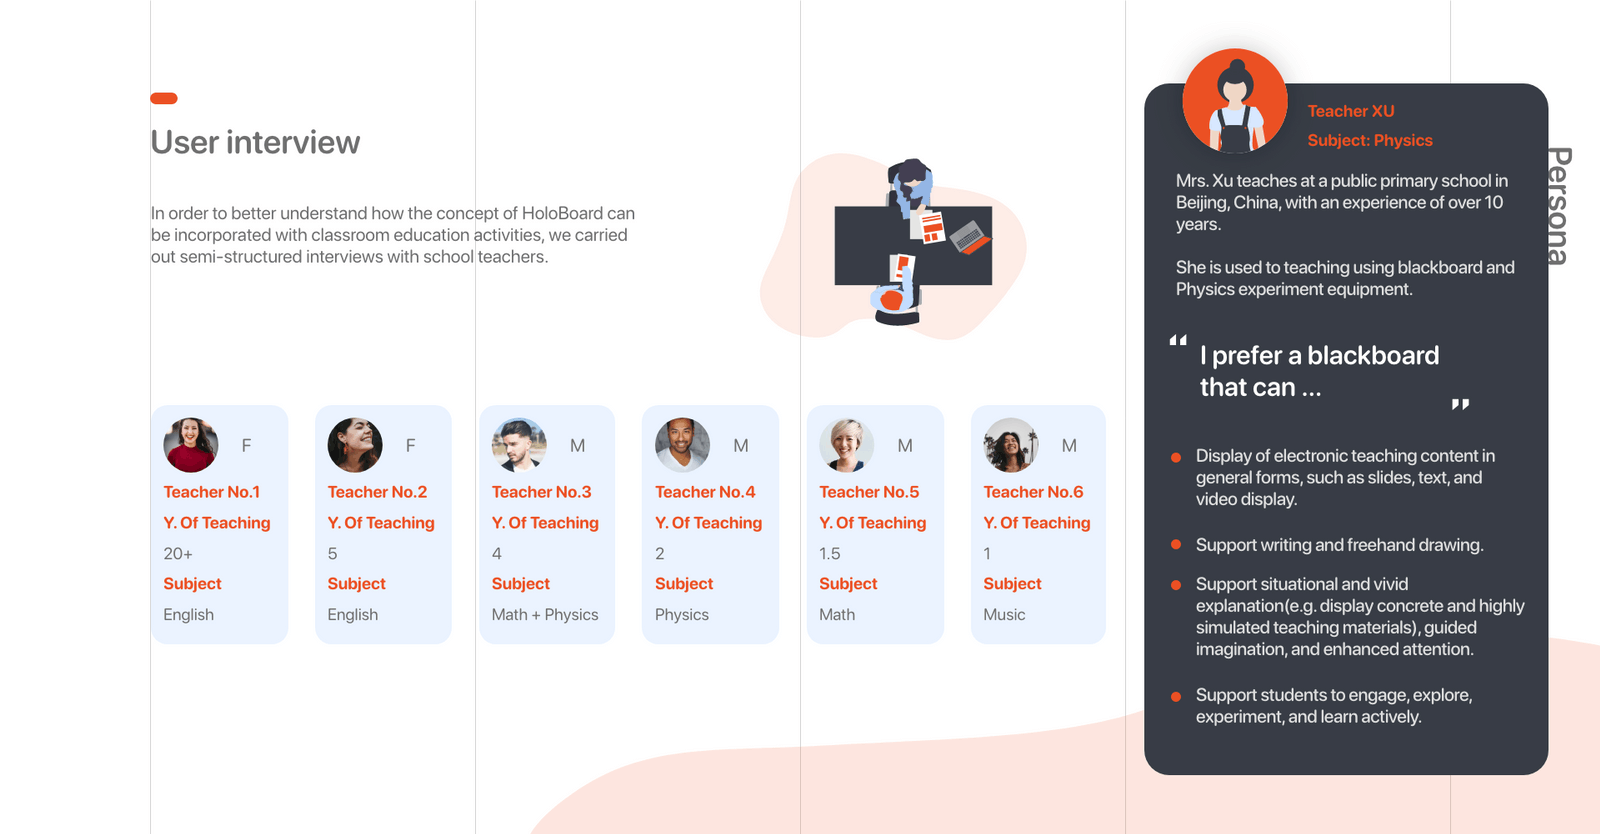 User interview
In order to better understand how the concept of HoloBoard can
be incorporated with classroom education activities, we carried
out semi-structured interviews with school teachers.
F
Teacher No.1
Y. Of Teaching
20+
Subject
English
F
Teacher No.2
Y. Of Teaching
5
Subject
English
M
Teacher No.3
Y. Of Teaching
4
Subject
Math + Physics
M
Teacher No.4
Y. Of Teaching
2
Subject
Physics
M
Teacher No.5
Y. Of Teaching
1.5
Subject
Math
M
Teacher No.6
Y. Of Teaching
1
Subject
Music
Teacher XU
Subject: Physics
Mrs. Xu teaches at a public primary school in
Beijing, China, with an experience of over 10
years.
She is used to teaching using blackboard and
Physics experiment equipment.
“ I prefer a blackboard
that can ... ”
Display of electronic teaching content in
general forms, such as slides, text, and
video display.
Support writing and freehand drawing.
Support situational and vivid
explanation(e.g. display concrete and highly
simulated teaching materials), guided
imagination, and enhanced attention.
Support students to engage, explore,
experiment, and learn actively.
Persona